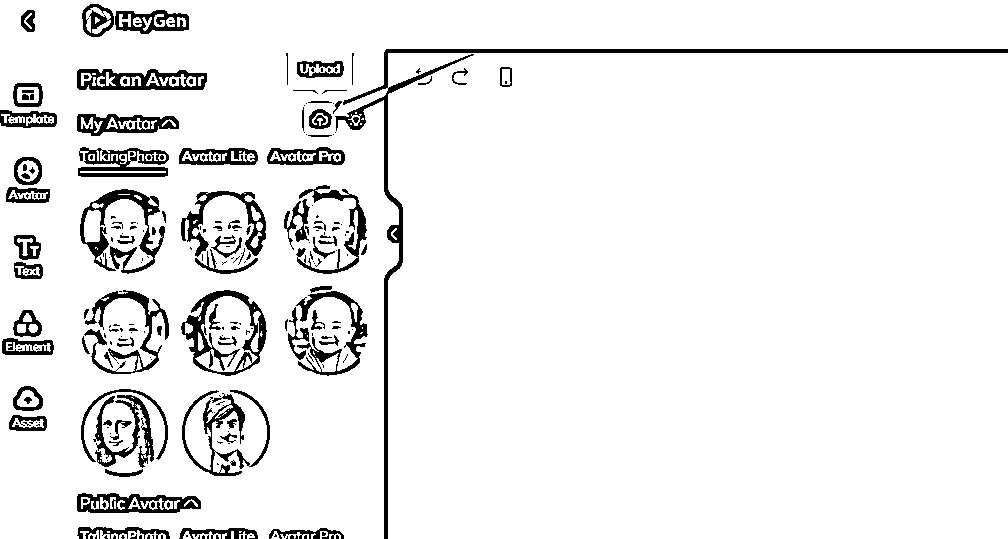 HeyGen
Upload
Pick an Avatar
My Avatar
TalkingPhoto Avatar Lite Avatar Pro
Template
Avatar
Text
Element
Asset
Public Avatar
TalkingPhoto Avatar Lite Avatar Pro